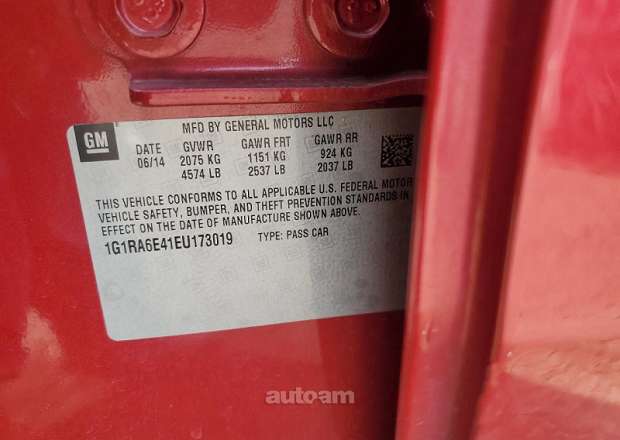 MFD BY GENERAL MOTORS LLC
GM DATE GVWR GAWR FRT GAWR RR
06/14 2075 KG 1151 KG 924 KG
4574 LB 2537 LB 2037 LB
THIS VEHICLE CONFORMS TO ALL APPLICABLE U.S. FEDERAL MOTOR
VEHICLE SAFETY, BUMPER, AND THEFT PREVENTION STANDARDS IN
EFFECT ON THE DATE OF MANUFACTURE SHOWN ABOVE.
1G1RA6E41EU173019 TYPE: PASS CAR
autoam